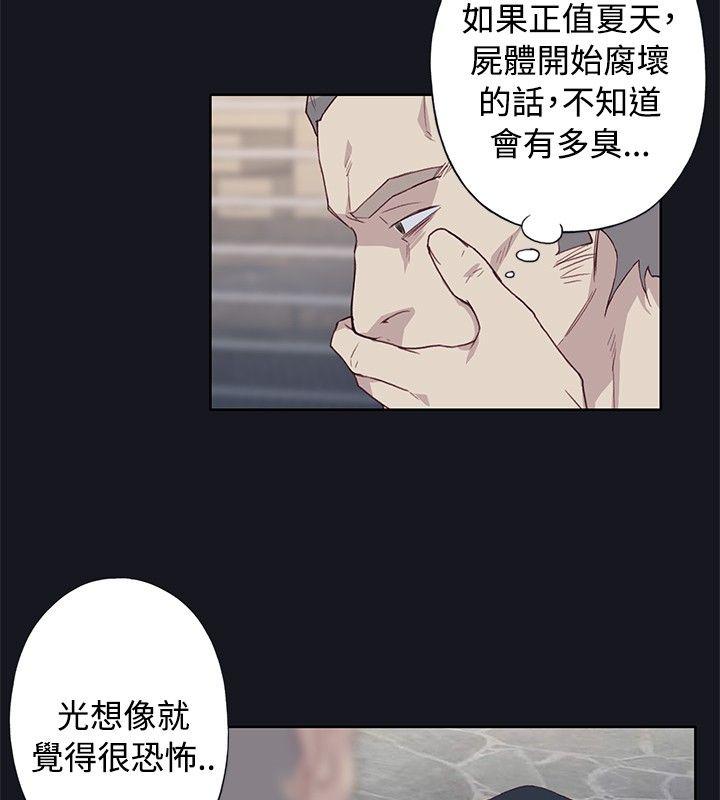 如果正值夏天，
屍體開始腐壞
的話，不知道
會有多臭...
光想像就
覺得很恐怖..